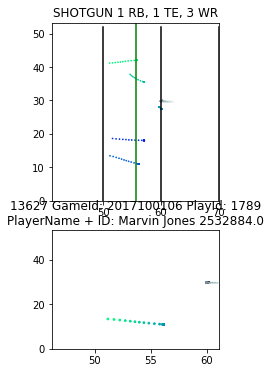 SHOTGUN 1 RB, 1 TE, 3 WR
50
40
30
20
10
0
50 60 70
13627 GameId: 2017100106 PlayId: 1789
PlayerName + ID: Marvin Jones 2532884.0
40
20
0
50 55 60